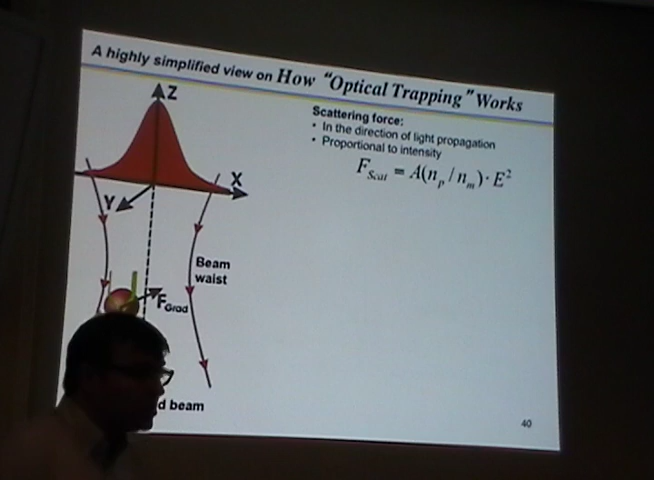 A highly simplified view on How "Optical Trapping" Works
Z
Scattering force:
• In the direction of light propagation
• Proportional to intensity
F_Scat = A(n_p / n_m) · E²
X
Y
Beam
waist
F_Grad
d beam
40